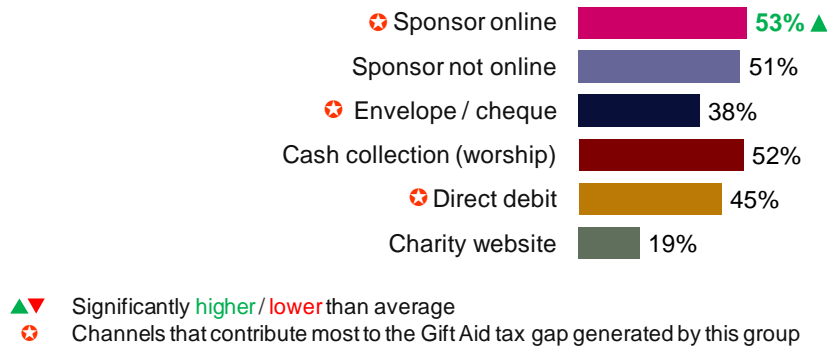 ✪ Sponsor online 53% ▲
Sponsor not online 51%
✪ Envelope / cheque 38%
Cash collection (worship) 52%
✪ Direct debit 45%
Charity website 19%
▲▼ Significantly higher / lower than average
✪ Channels that contribute most to the Gift Aid tax gap generated by this group